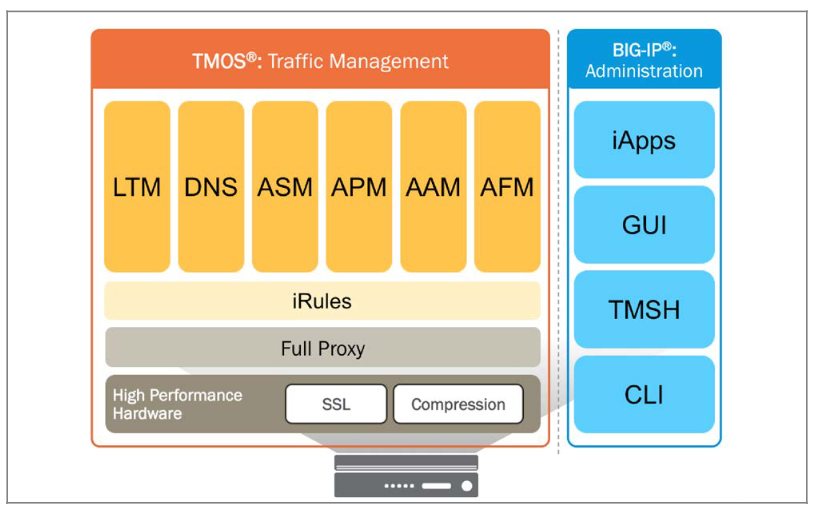 TMOS®: Traffic Management
LTM DNS ASM APM AAM AFM
iRules
Full Proxy
High Performance
Hardware
SSL
Compression
BIG-IP®:
Administration
iApps
GUI
TMSH
CLI